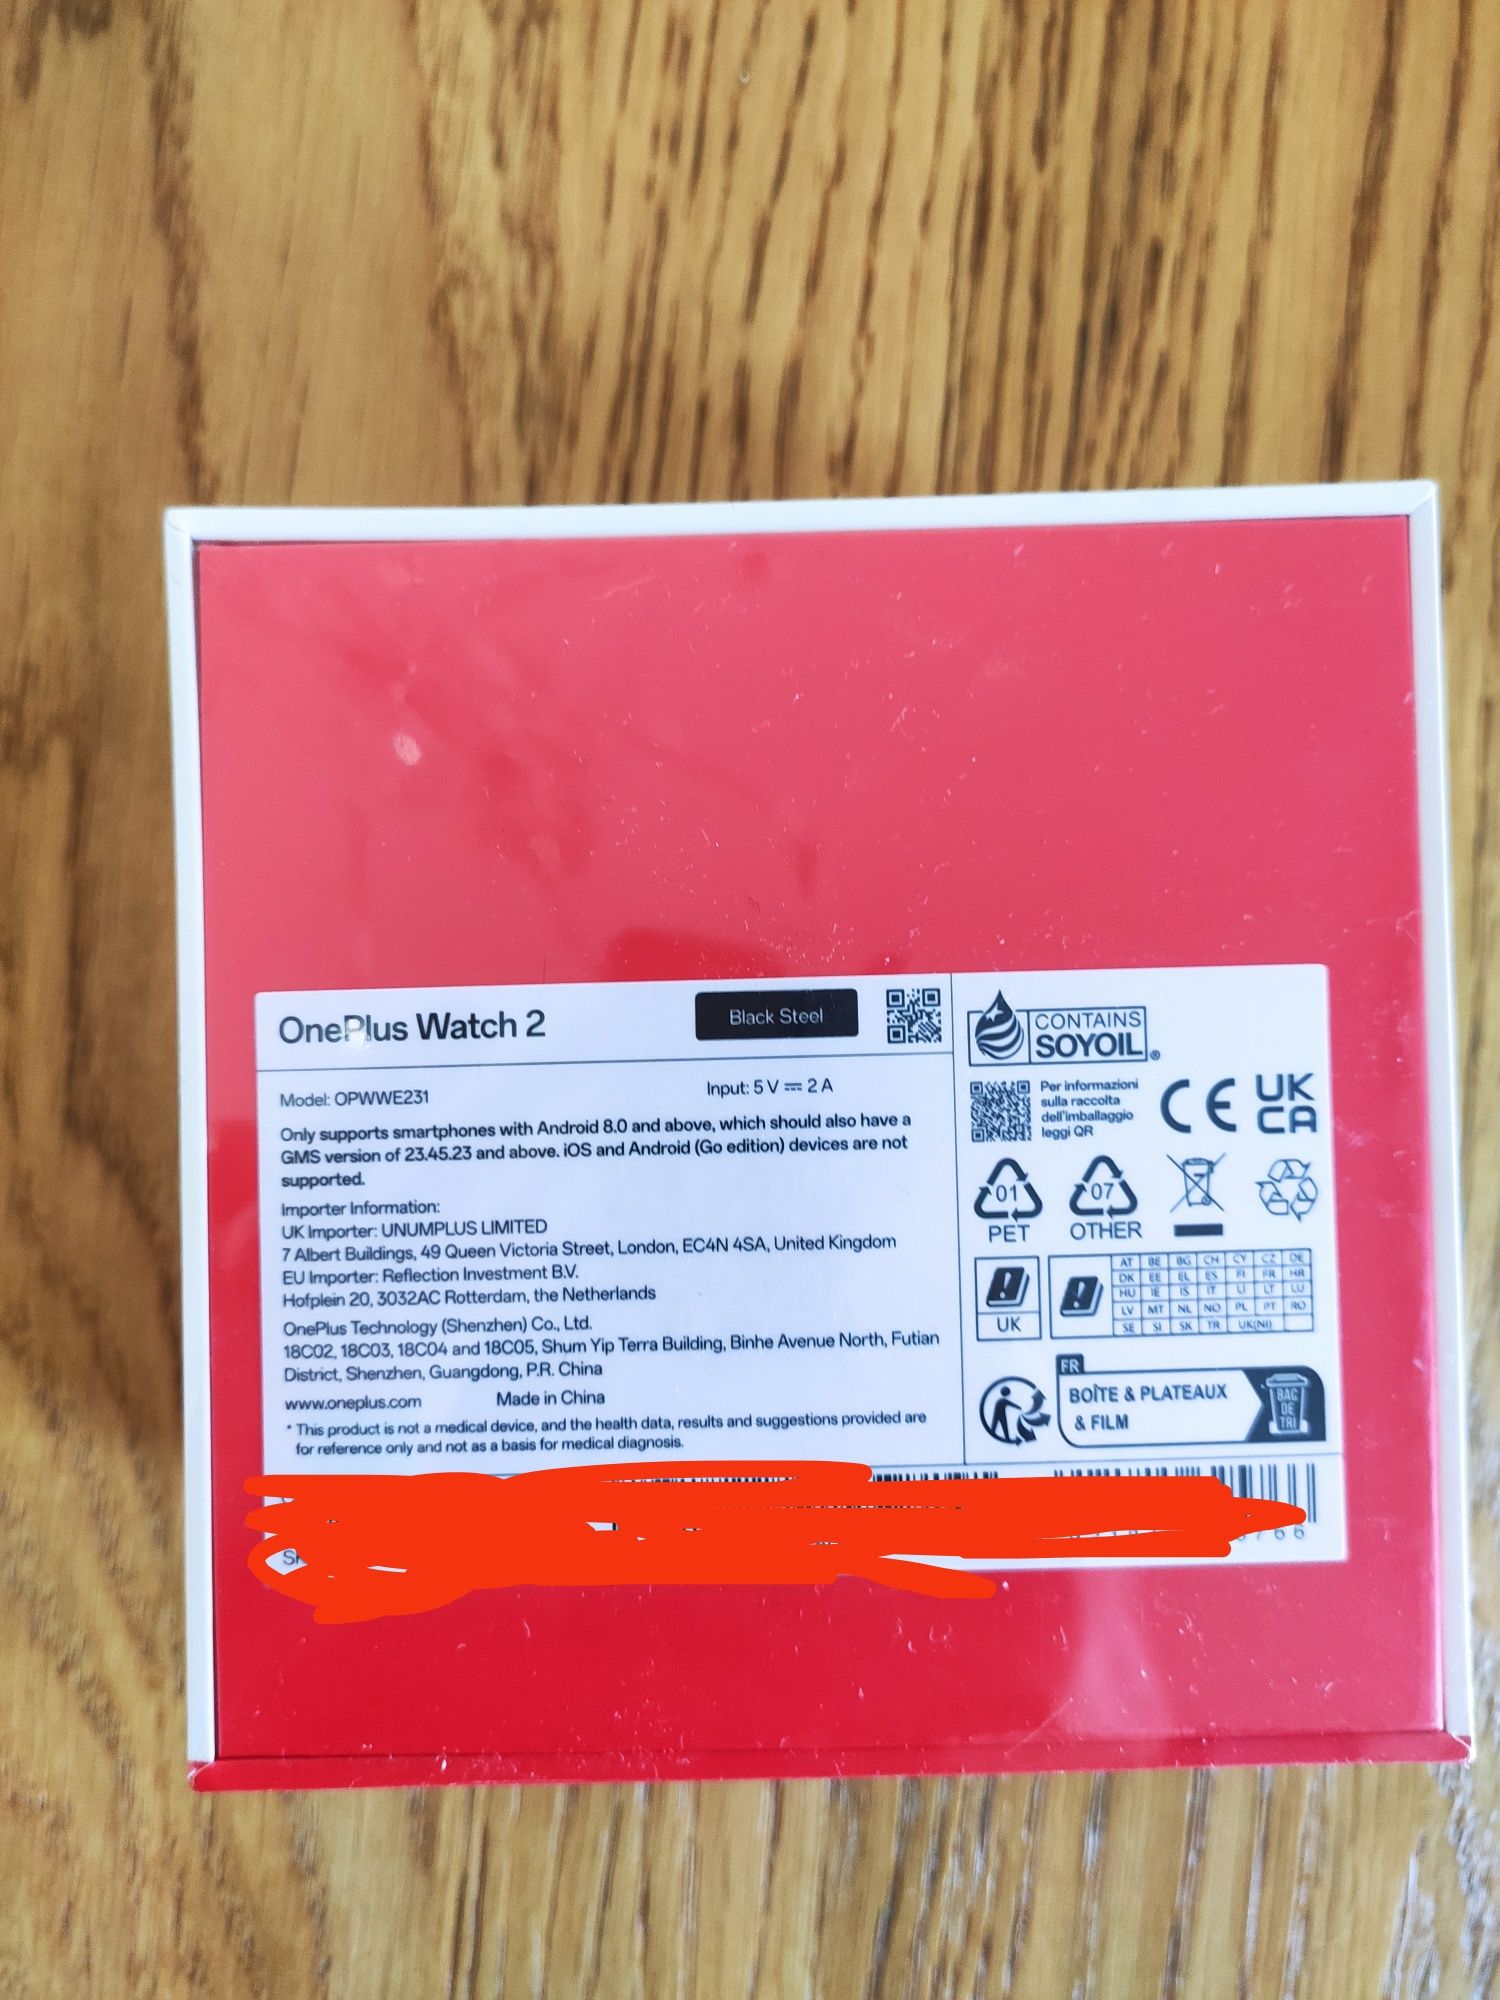 OnePlus Watch 2
Black Steel
Model: OPWWE231
Input: 5 V ⎓ 2 A
Only supports smartphones with Android 8.0 and above, which should also have a
GMS version of 23.45.23 and above. iOS and Android (Go edition) devices are not
supported.
Importer Information:
UK Importer: UNUMPLUS LIMITED
7 Albert Buildings, 49 Queen Victoria Street, London, EC4N 4SA, United Kingdom
EU Importer: Reflection Investment B.V.
Hofplein 20, 3032AC Rotterdam, the Netherlands
OnePlus Technology (Shenzhen) Co., Ltd.
18C02, 18C03, 18C04 and 18C05, Shum Yip Terra Building, Binhe Avenue North, Futian
District, Shenzhen, Guangdong, P.R. China
www.oneplus.com
Made in China
* This product is not a medical device, and the health data, results and suggestions provided are
for reference only and not as a basis for medical diagnosis.
CONTAINS
SOYOIL®
Per informazioni
sulla raccolta
dell'imballaggio
leggi QR
CE
UK
CA
01
PET
07
OTHER
UK
AT BE BG CH CY CZ DE
DK EE EL ES FI FR HR
HU IE IS IT LI LT LU
LV MT NL NO PL PT RO
SE SI SK TR UK(NI)
FR
BOÎTE & PLATEAUX
& FILM
BAC
DE
TRI